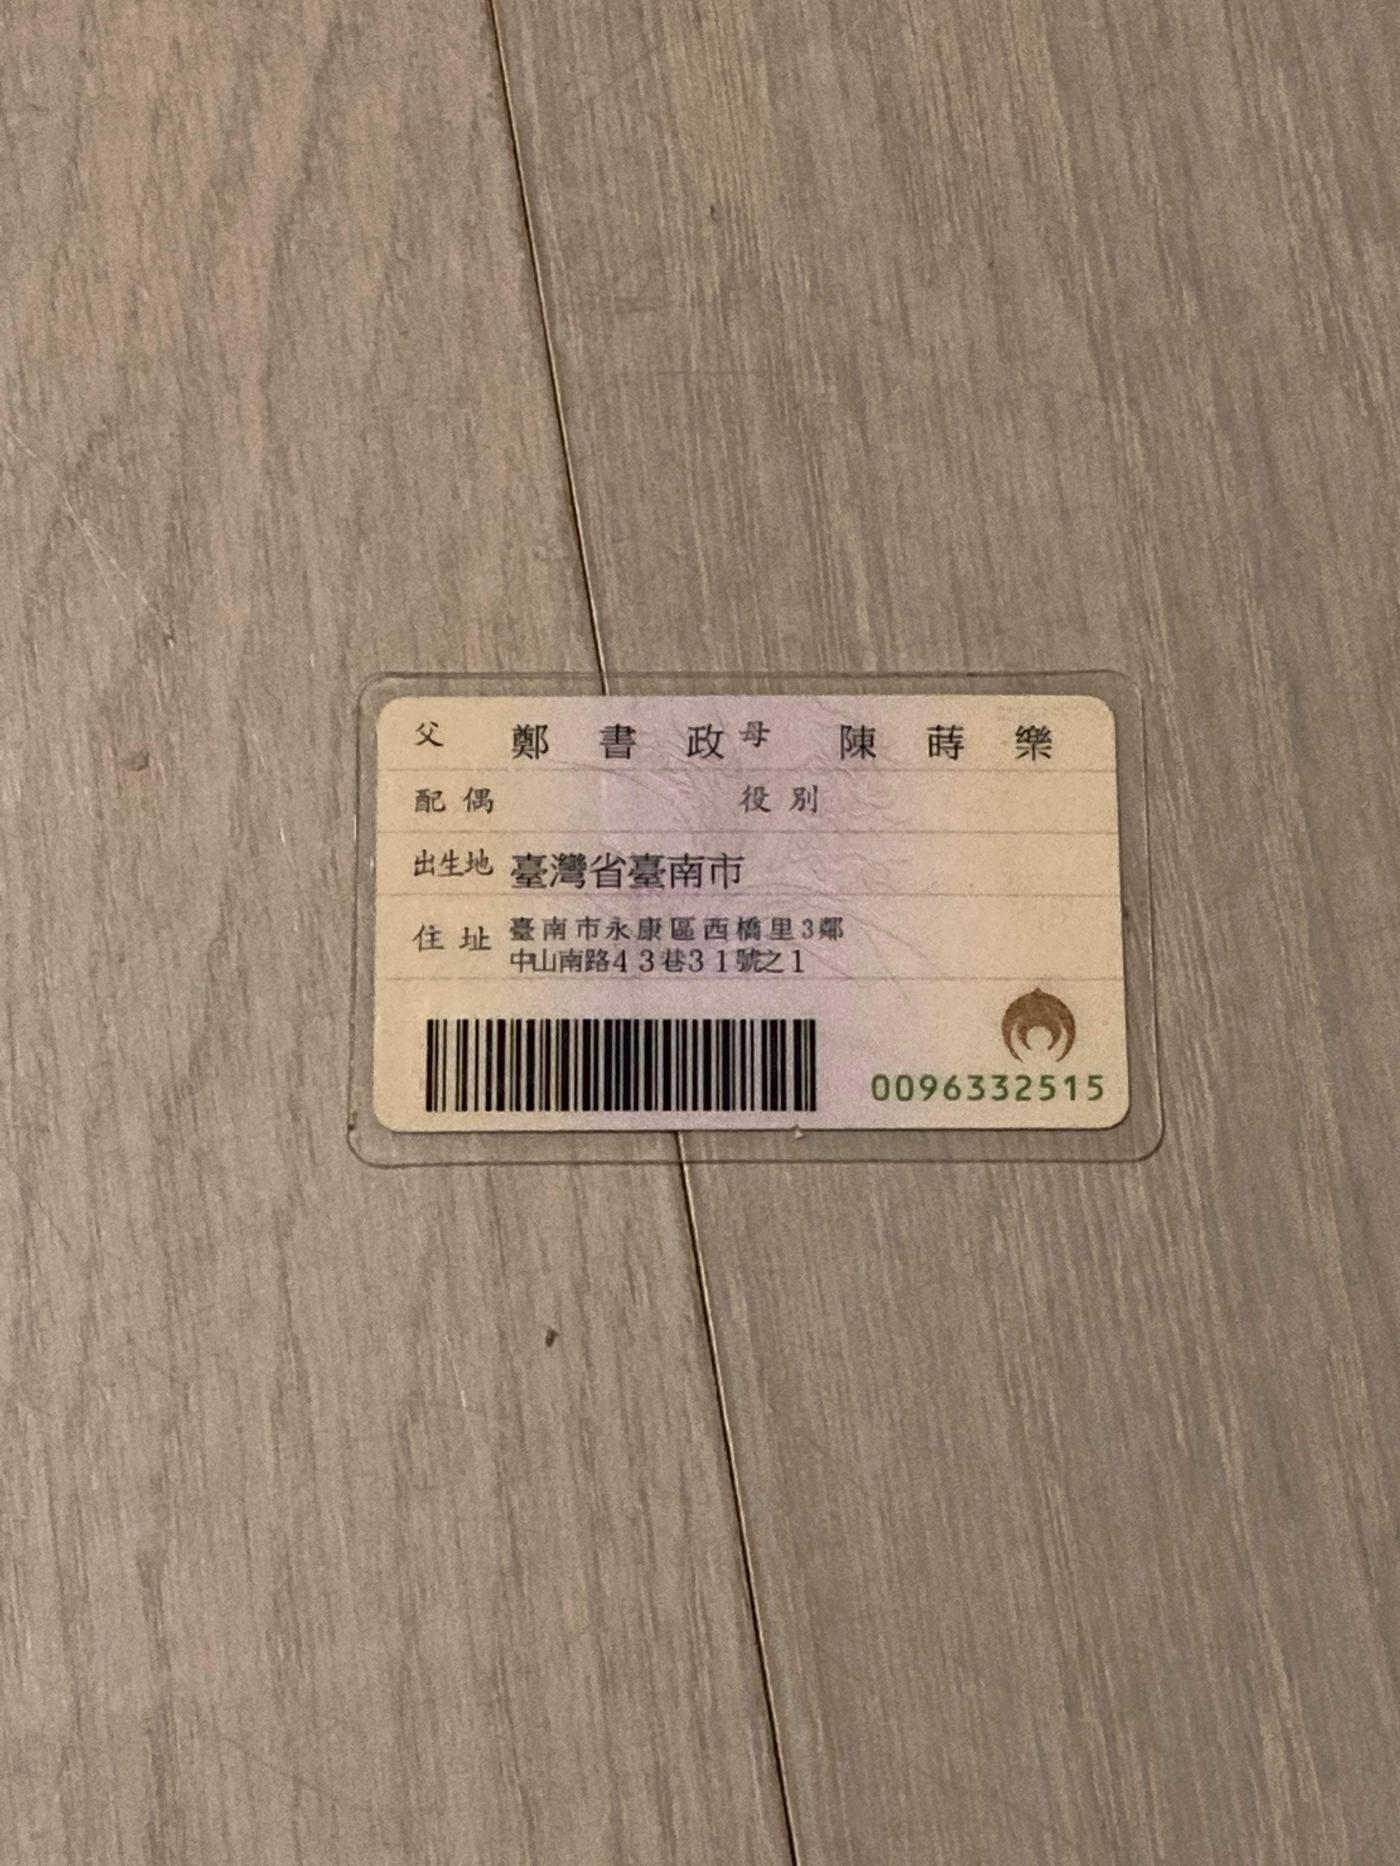 父 鄭書政 母 陳蒔樂
配偶 役別
出生地 臺灣省臺南市
住址 臺南市永康區西橋里3鄰
中山南路43巷31號之1
0096332515